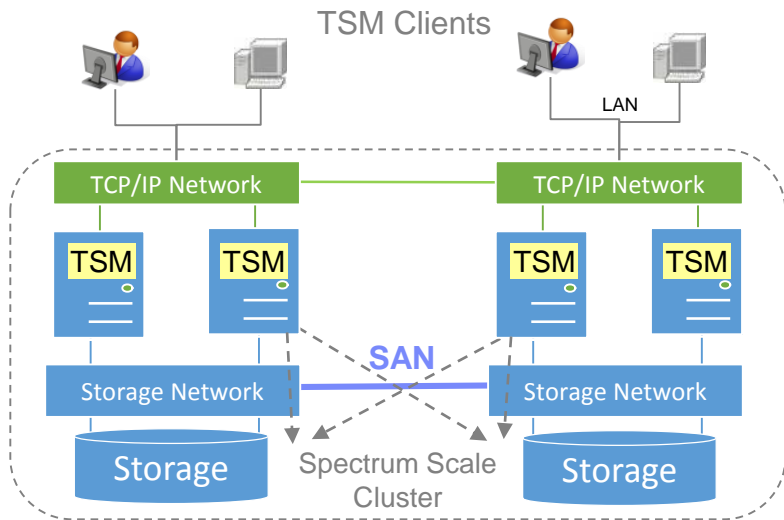 TSM Clients
LAN
TCP/IP Network
TCP/IP Network
TSM
TSM
TSM
TSM
SAN
Storage Network
Storage Network
Storage
Spectrum Scale
Cluster
Storage